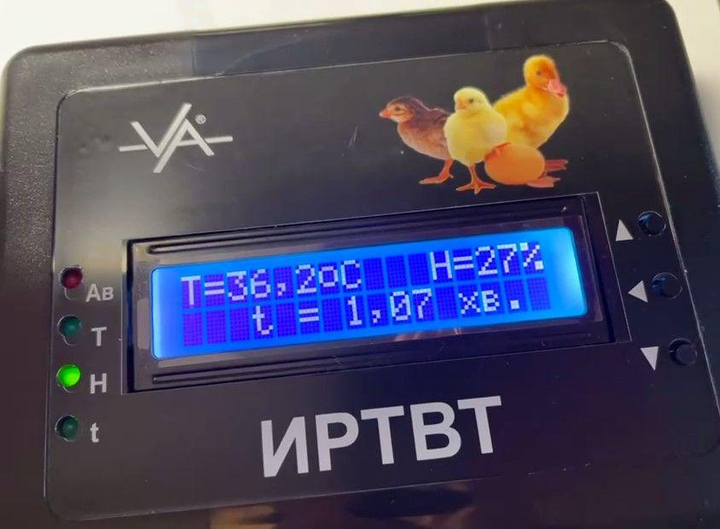 VA®
T=36,2oC H=27%
t = 1,07 хв.
Ав
T
H
t
ИРТВТ